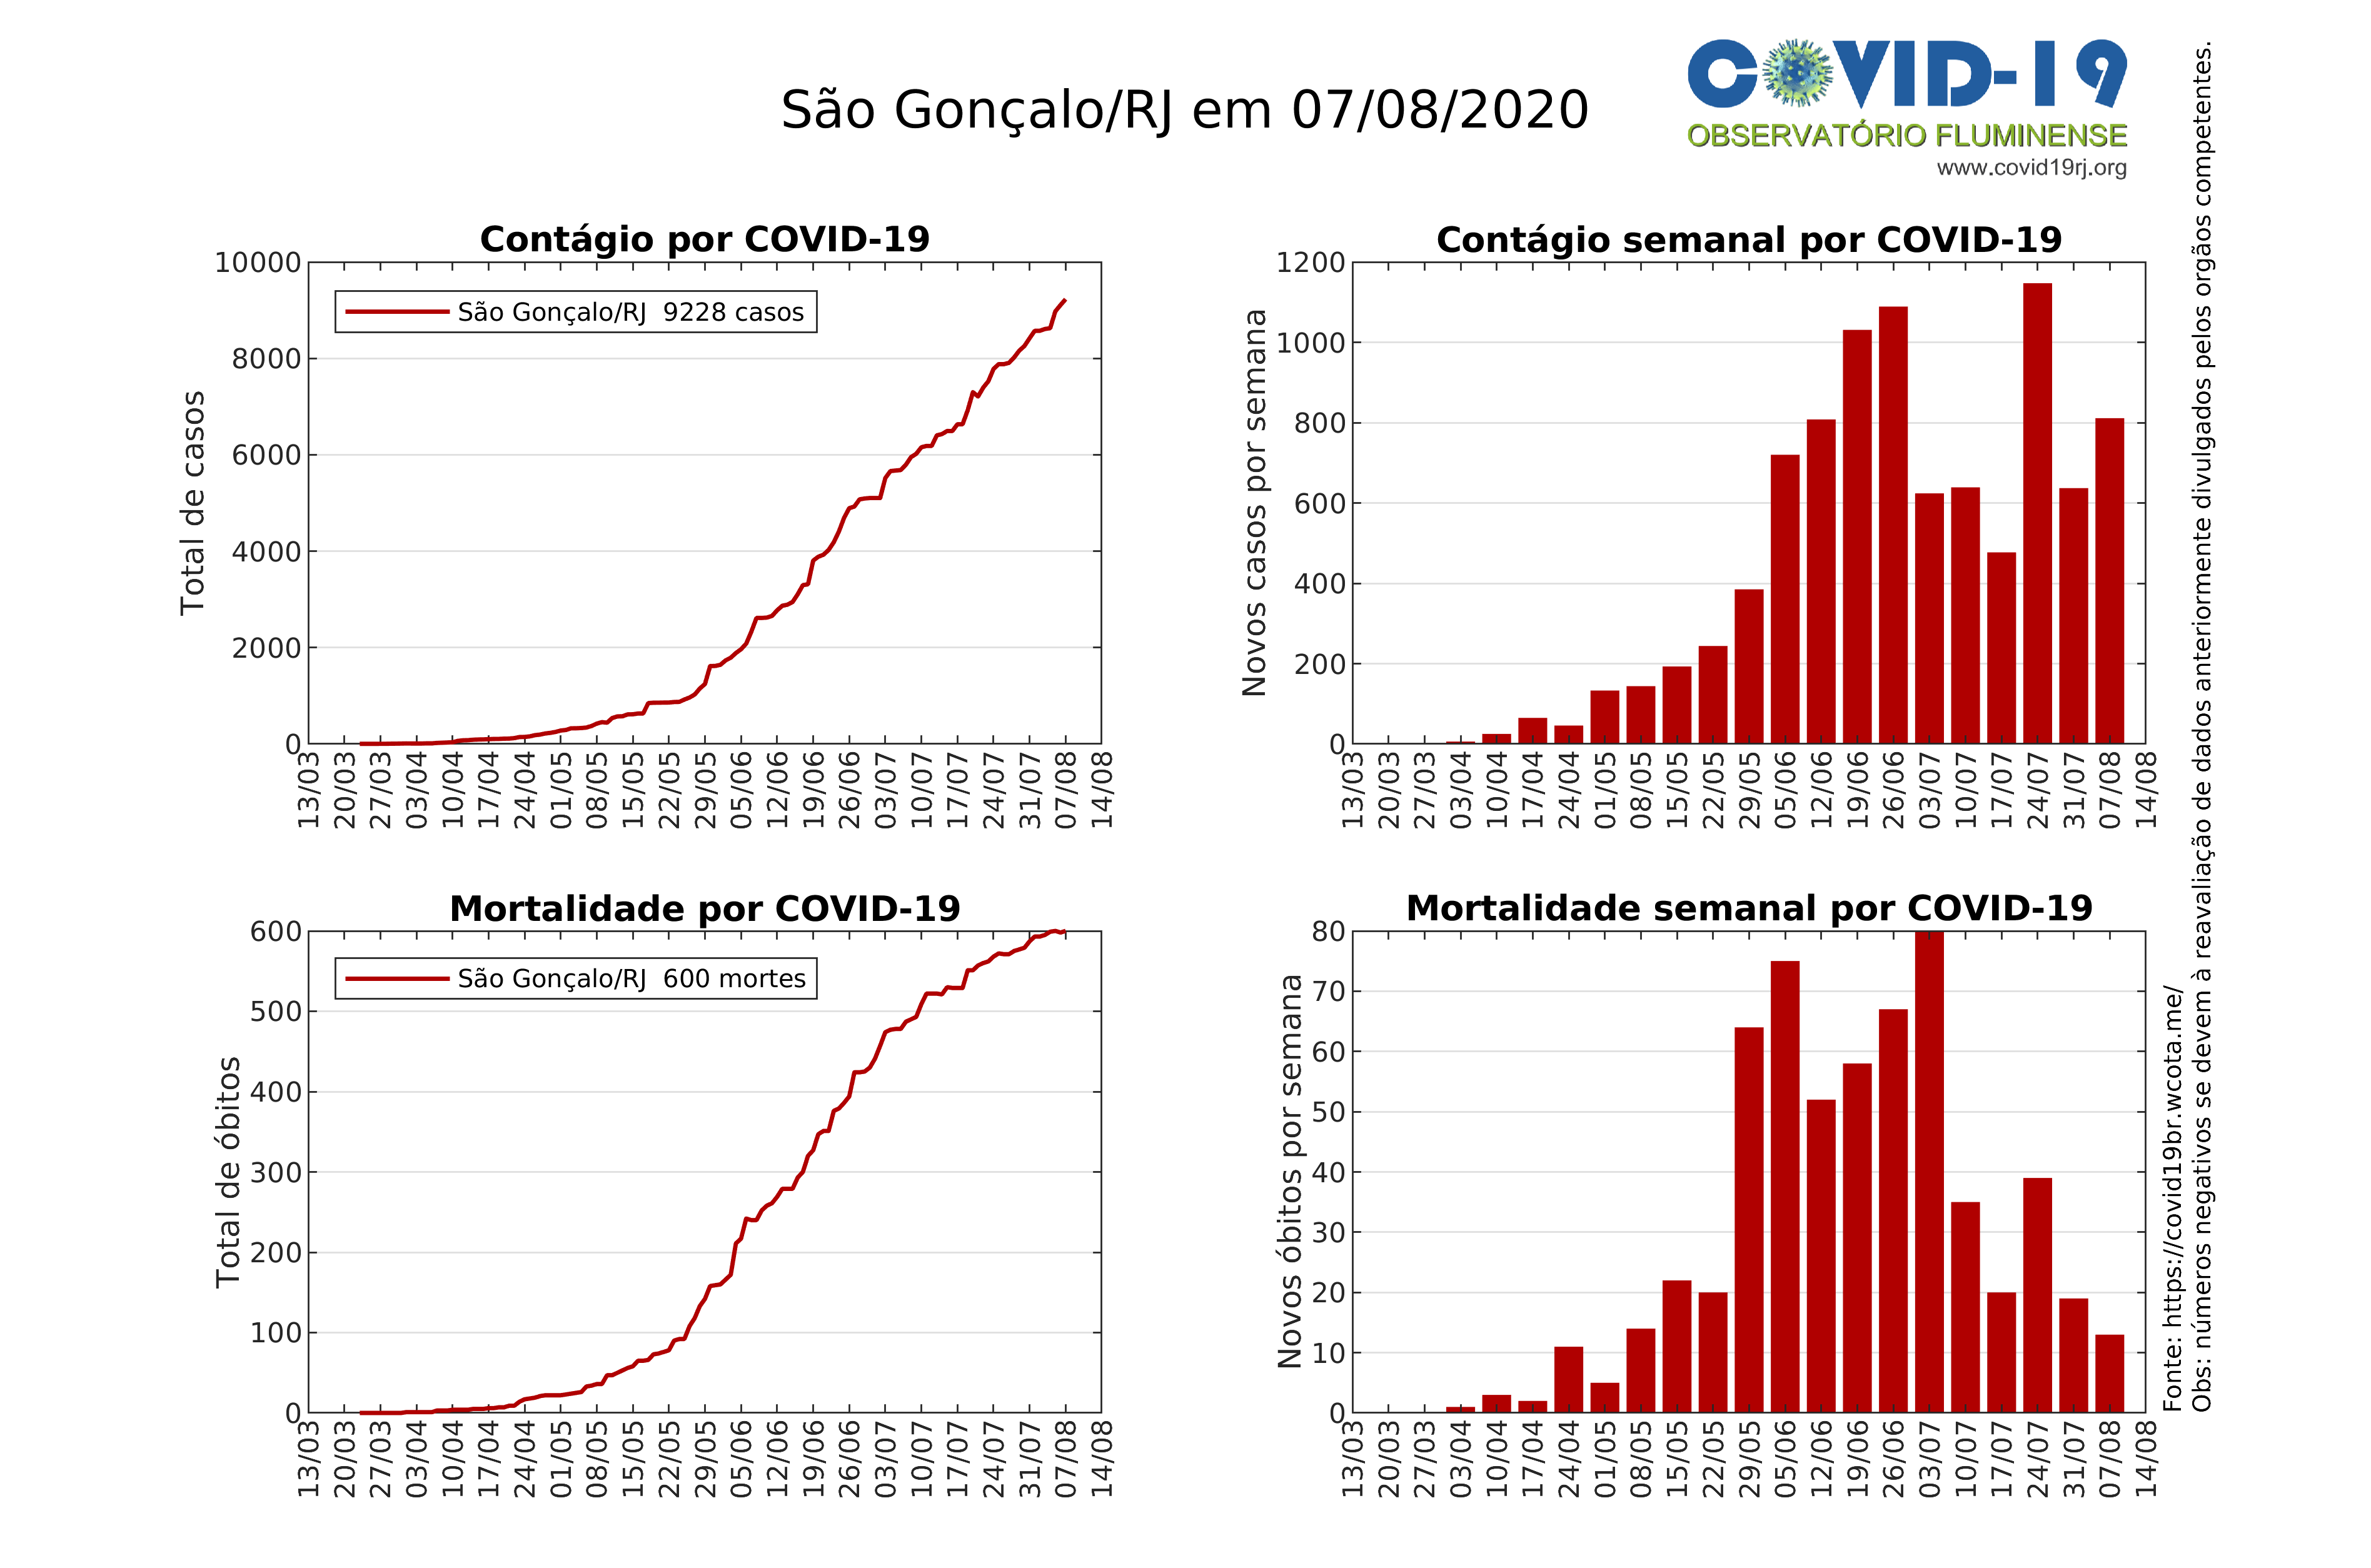 São Gonçalo/RJ em 07/08/2020
COVID-19
OBSERVATÓRIO FLUMINENSE
www.covid19rj.org
Contágio por COVID-19
Total de casos
10000
8000
6000
4000
2000
0
São Gonçalo/RJ 9228 casos
13/03 20/03 27/03 03/04 10/04 17/04 24/04 01/05 08/05 15/05 22/05 29/05 05/06 12/06 19/06 26/06 03/07 10/07 17/07 24/07 31/07 07/08 14/08
Contágio semanal por COVID-19
Novos casos por semana
1200
1000
800
600
400
200
0
13/03 20/03 27/03 03/04 10/04 17/04 24/04 01/05 08/05 15/05 22/05 29/05 05/06 12/06 19/06 26/06 03/07 10/07 17/07 24/07 31/07 07/08 14/08
Mortalidade por COVID-19
Total de óbitos
600
500
400
300
200
100
0
São Gonçalo/RJ 600 mortes
13/03 20/03 27/03 03/04 10/04 17/04 24/04 01/05 08/05 15/05 22/05 29/05 05/06 12/06 19/06 26/06 03/07 10/07 17/07 24/07 31/07 07/08 14/08
Mortalidade semanal por COVID-19
Novos óbitos por semana
80
70
60
50
40
30
20
10
0
13/03 20/03 27/03 03/04 10/04 17/04 24/04 01/05 08/05 15/05 22/05 29/05 05/06 12/06 19/06 26/06 03/07 10/07 17/07 24/07 31/07 07/08 14/08
Fonte: https://covid19br.wcota.me/
Obs: números negativos se devem à reavaliação de dados anteriormente divulgados pelos orgãos competentes.